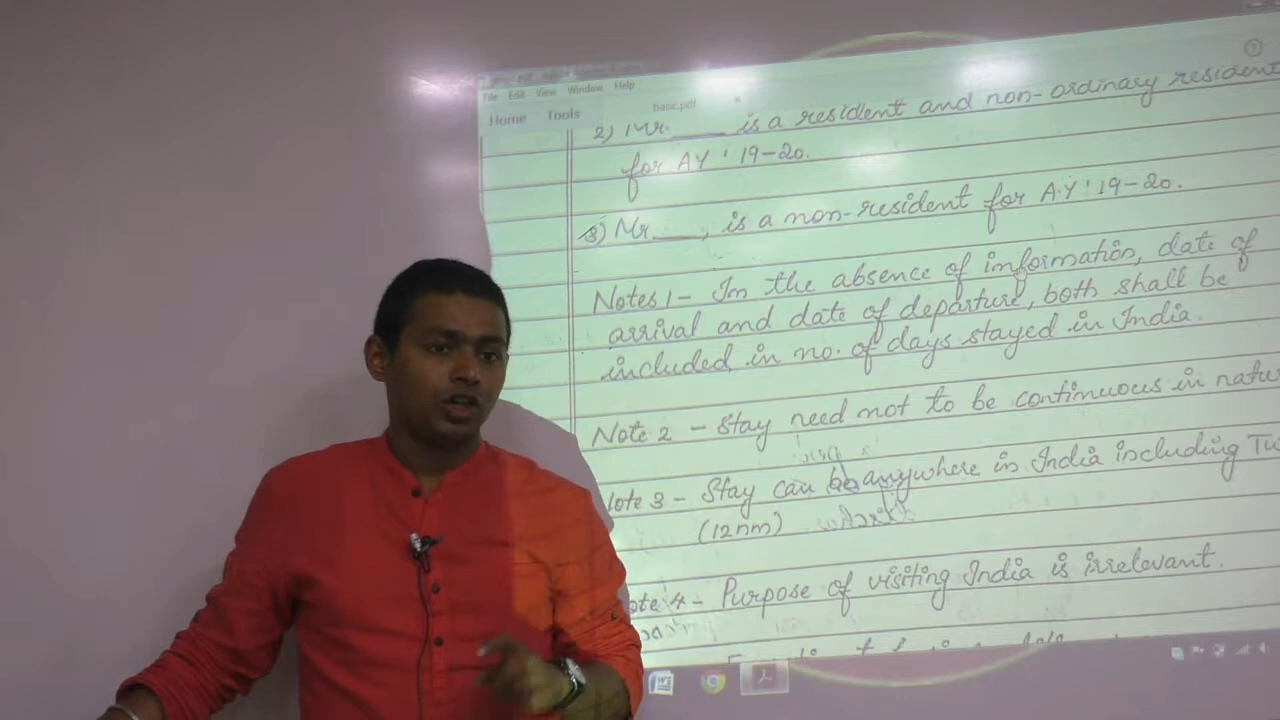 File Edit View Window Help
Home Tools
basic.pdf ×
2) Mr. ____ is a resident and non-ordinary resident
for AY '19-20.
3) Mr ____, is a non-resident for A.Y '19-20.
Notes 1 - In the absence of information, date of
arrival and date of departure, both shall be
included in no. of days stayed in India.
Note 2 - Stay need not to be continuous in natu
Note 3 - Stay can be anywhere in India including
(12nm)
Note 4 - Purpose of visiting India is irrelevant.